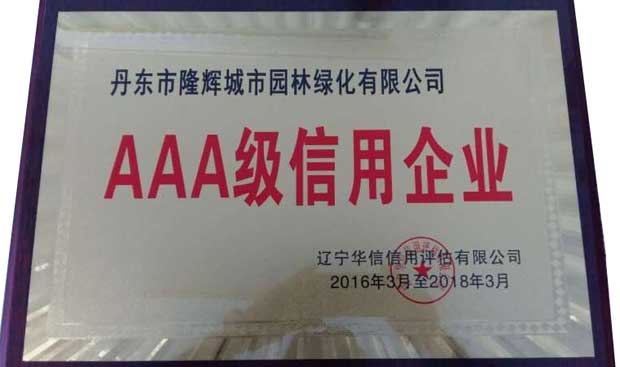 丹东市隆辉城市园林绿化有限公司
AAA级信用企业
辽宁华信信用评估有限公司
2016年3月至2018年3月